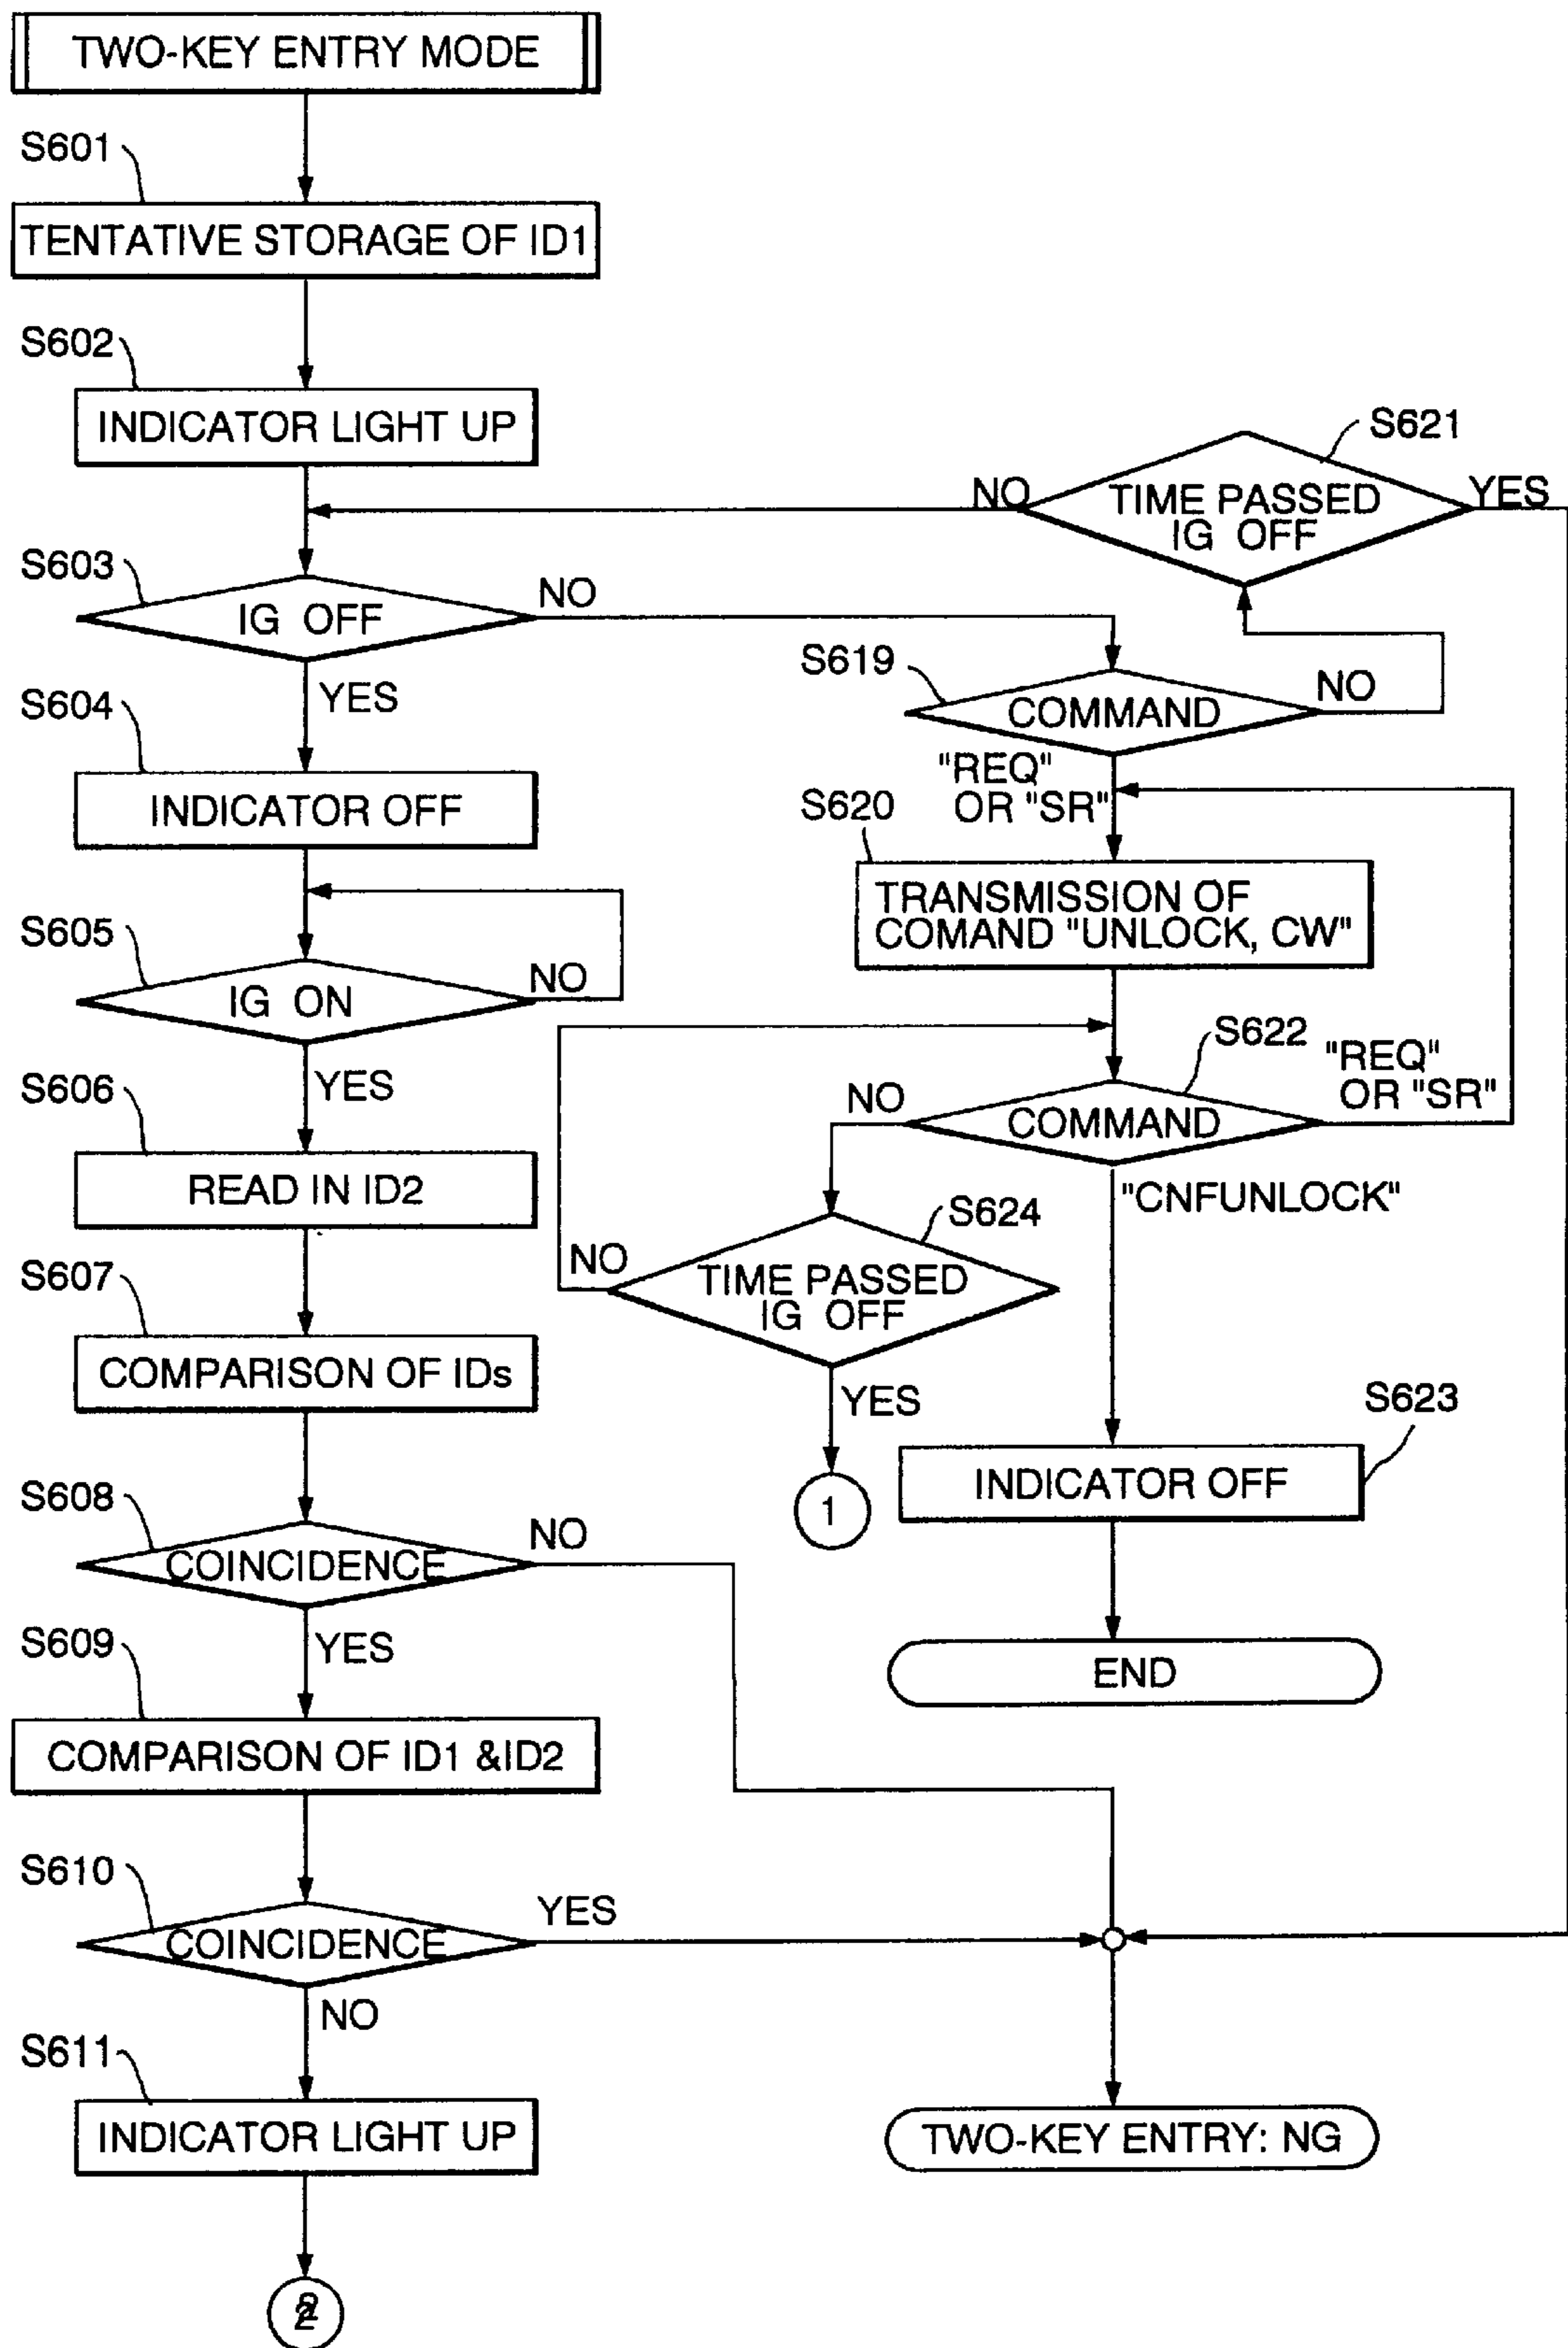 TWO-KEY ENTRY MODE
S601
TENTATIVE STORAGE OF ID1
S602
INDICATOR LIGHT UP
S621
NO
TIME PASSED
IG OFF
YES
S603
IG OFF
NO
YES
S619
COMMAND
NO
"REQ"
OR "SR"
S604
INDICATOR OFF
S620
TRANSMISSION OF
COMAND "UNLOCK, CW"
S605
IG ON
NO
YES
S622
COMMAND
"REQ"
OR "SR"
NO
"CNFUNLOCK"
S606
READ IN ID2
S624
NO
TIME PASSED
IG OFF
YES
1
S607
COMPARISON OF IDs
S623
INDICATOR OFF
END
S608
COINCIDENCE
NO
YES
S609
COMPARISON OF ID1 &ID2
S610
COINCIDENCE
YES
NO
S611
INDICATOR LIGHT UP
TWO-KEY ENTRY: NG
2